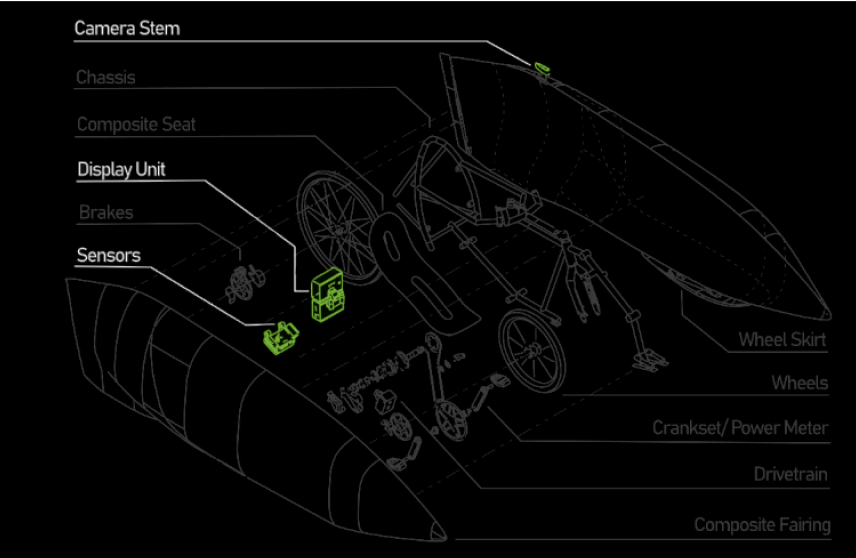 Camera Stem
Chassis
Composite Seat
Display Unit
Brakes
Sensors
Wheel Skirt
Wheels
Crankset/ Power Meter
Drivetrain
Composite Fairing